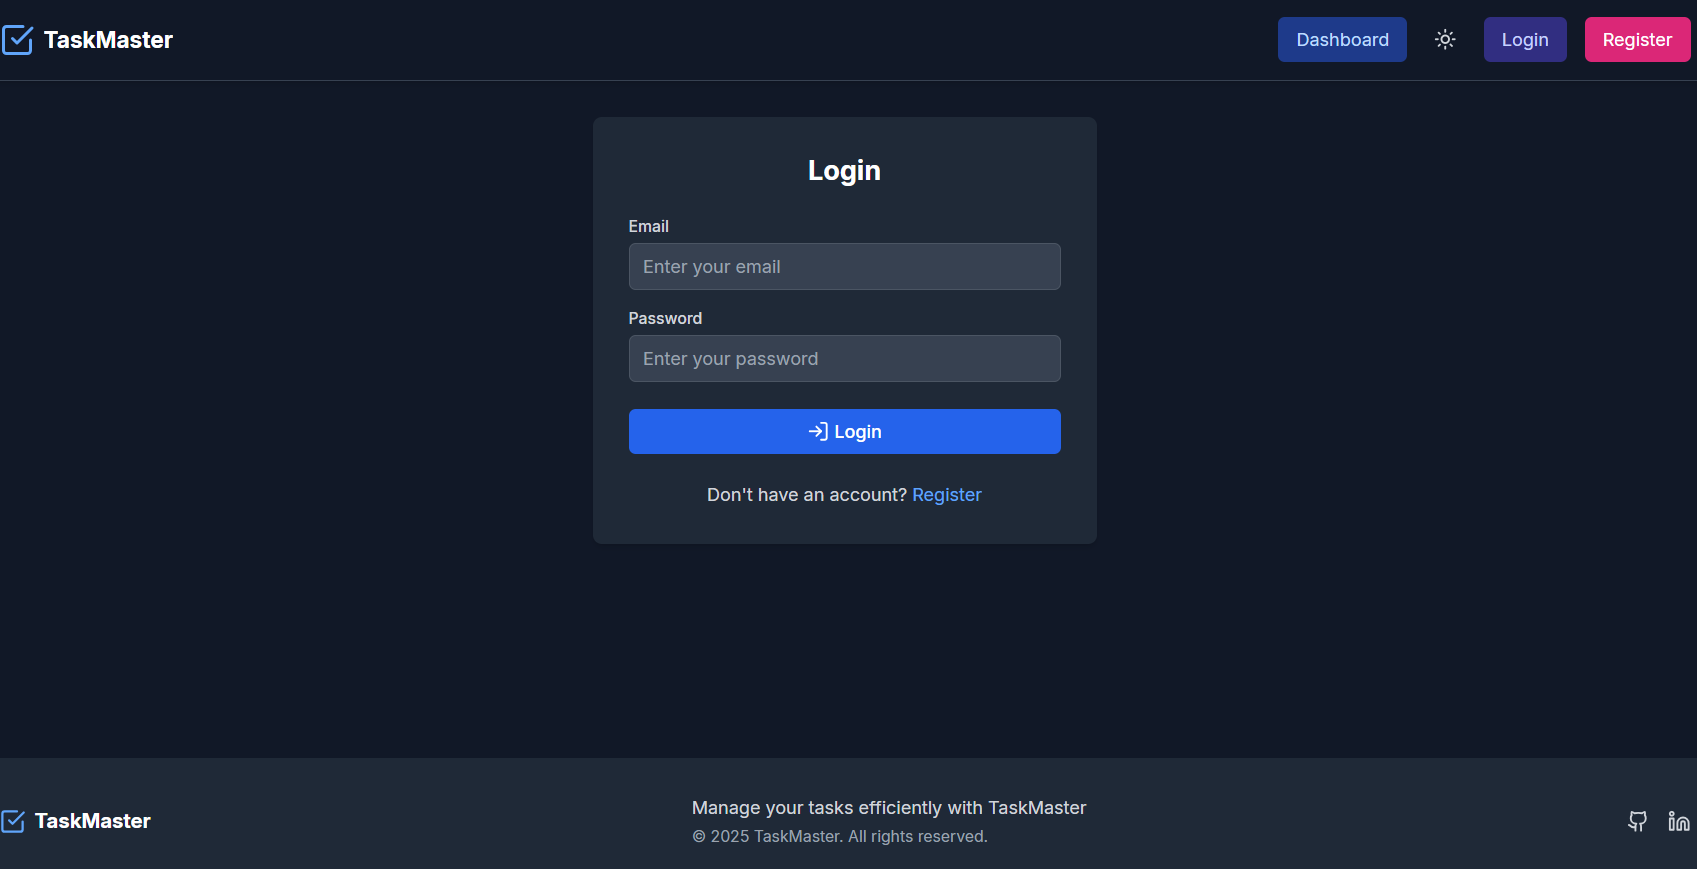 TaskMaster
Dashboard
Login
Register
Login
Email
Enter your email
Password
Enter your password
Login
Don't have an account? Register
TaskMaster
Manage your tasks efficiently with TaskMaster
© 2025 TaskMaster. All rights reserved.